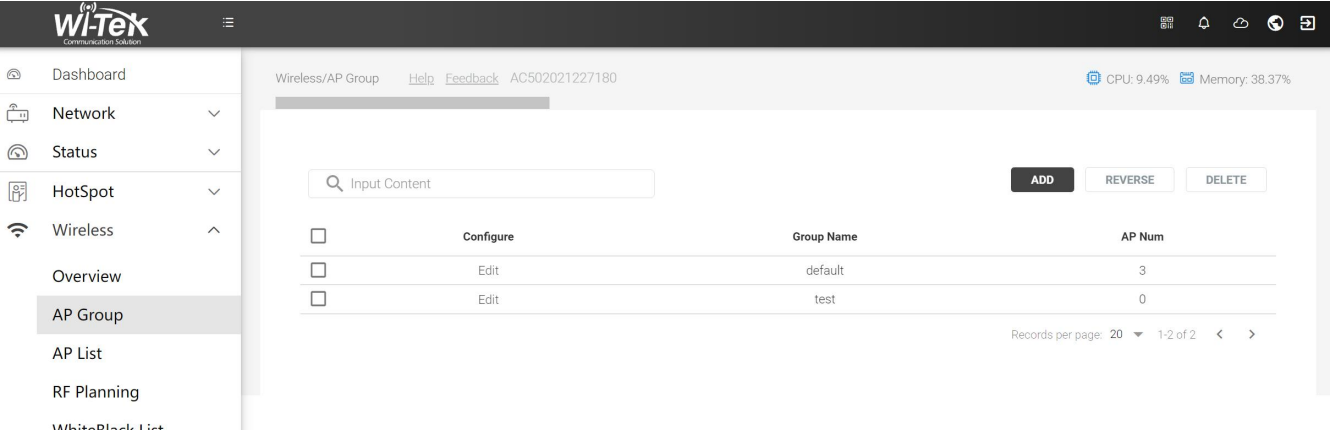 Wi-Tek
Communication Solution
Dashboard
Network
Status
HotSpot
Wireless
Overview
AP Group
AP List
RF Planning
WhiteBlack List
Wireless/AP Group Help Feedback AC502021227180 CPU: 9.49% Memory: 38.37%
Input Content ADD REVERSE DELETE
Configure Group Name AP Num
Edit default 3
Edit test 0
Records per page: 20 1-2 of 2